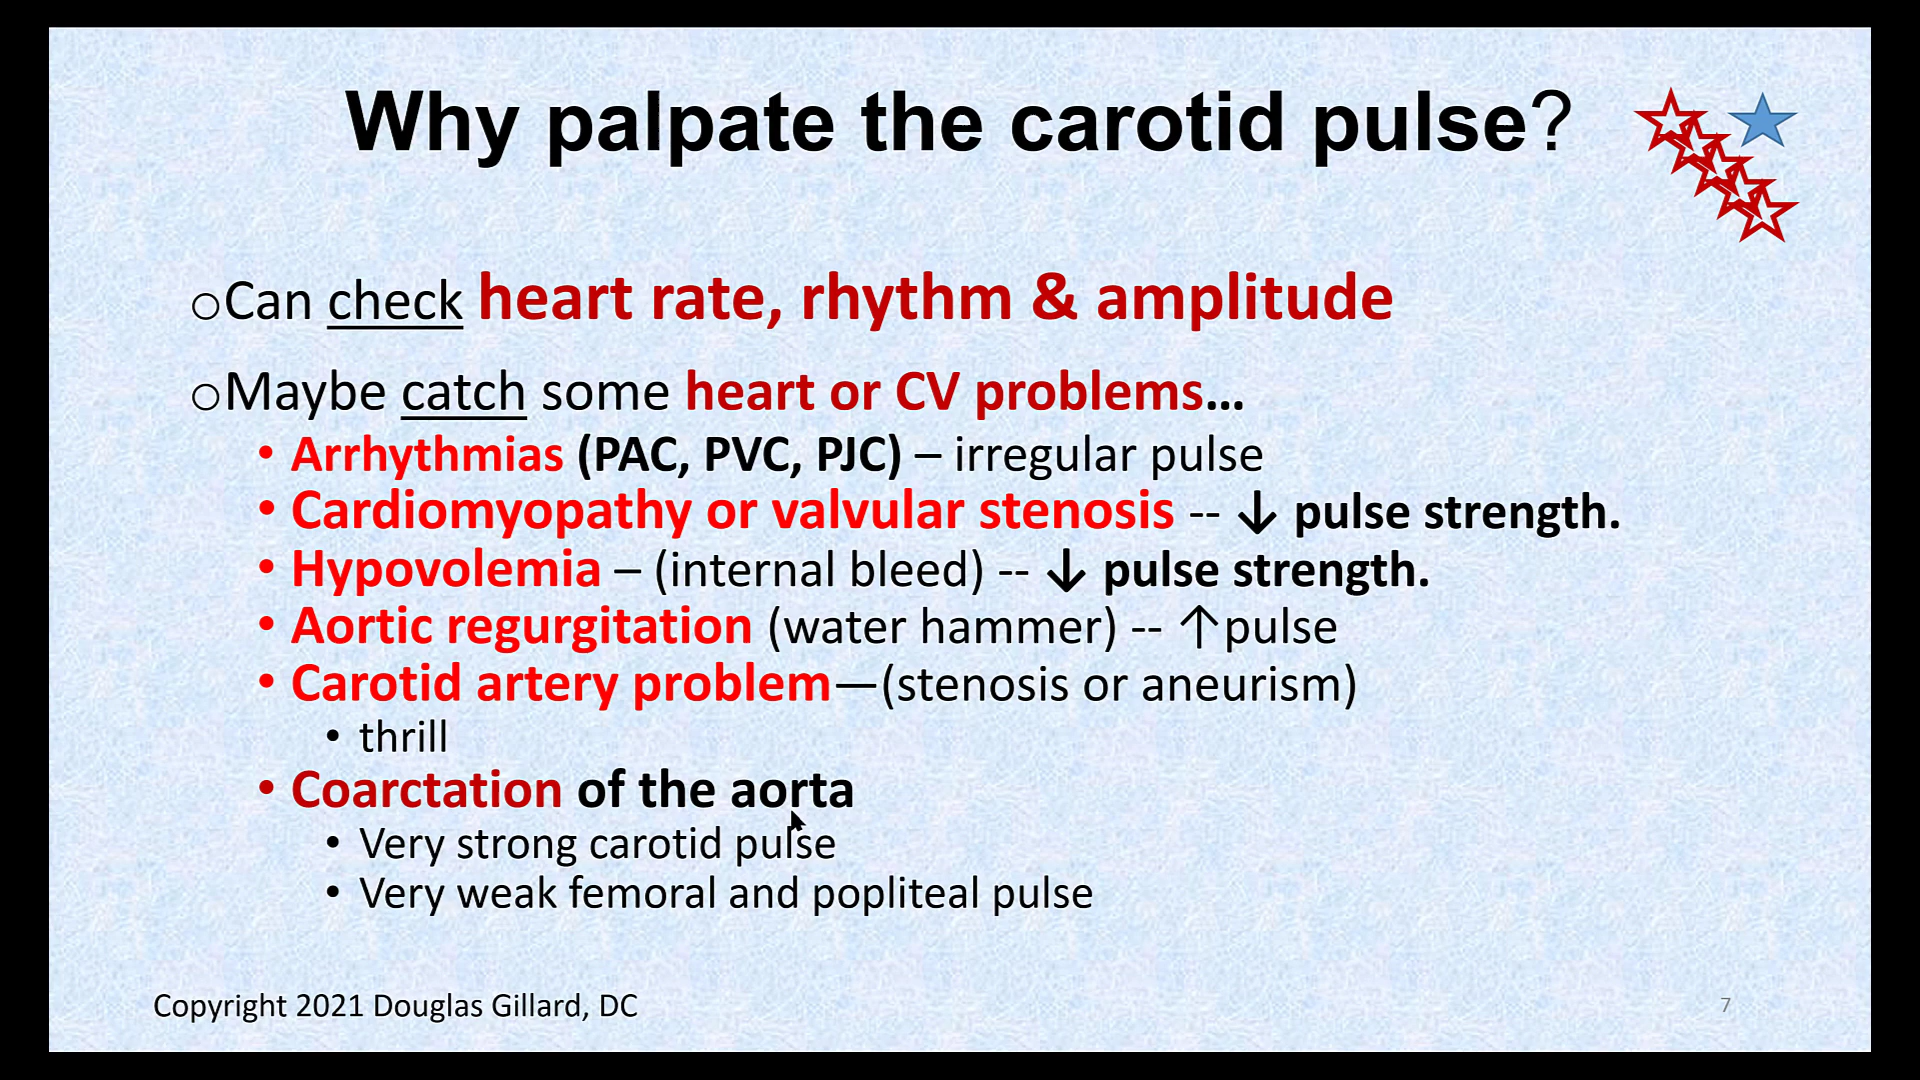 Why palpate the carotid pulse?
oCan check heart rate, rhythm & amplitude
oMaybe catch some heart or CV problems...
• Arrhythmias (PAC, PVC, PJC) – irregular pulse
• Cardiomyopathy or valvular stenosis -- ↓ pulse strength.
• Hypovolemia – (internal bleed) -- ↓ pulse strength.
• Aortic regurgitation (water hammer) -- ↑pulse
• Carotid artery problem—(stenosis or aneurism)
• thrill
• Coarctation of the aorta
• Very strong carotid pulse
• Very weak femoral and popliteal pulse
Copyright 2021 Douglas Gillard, DC
7